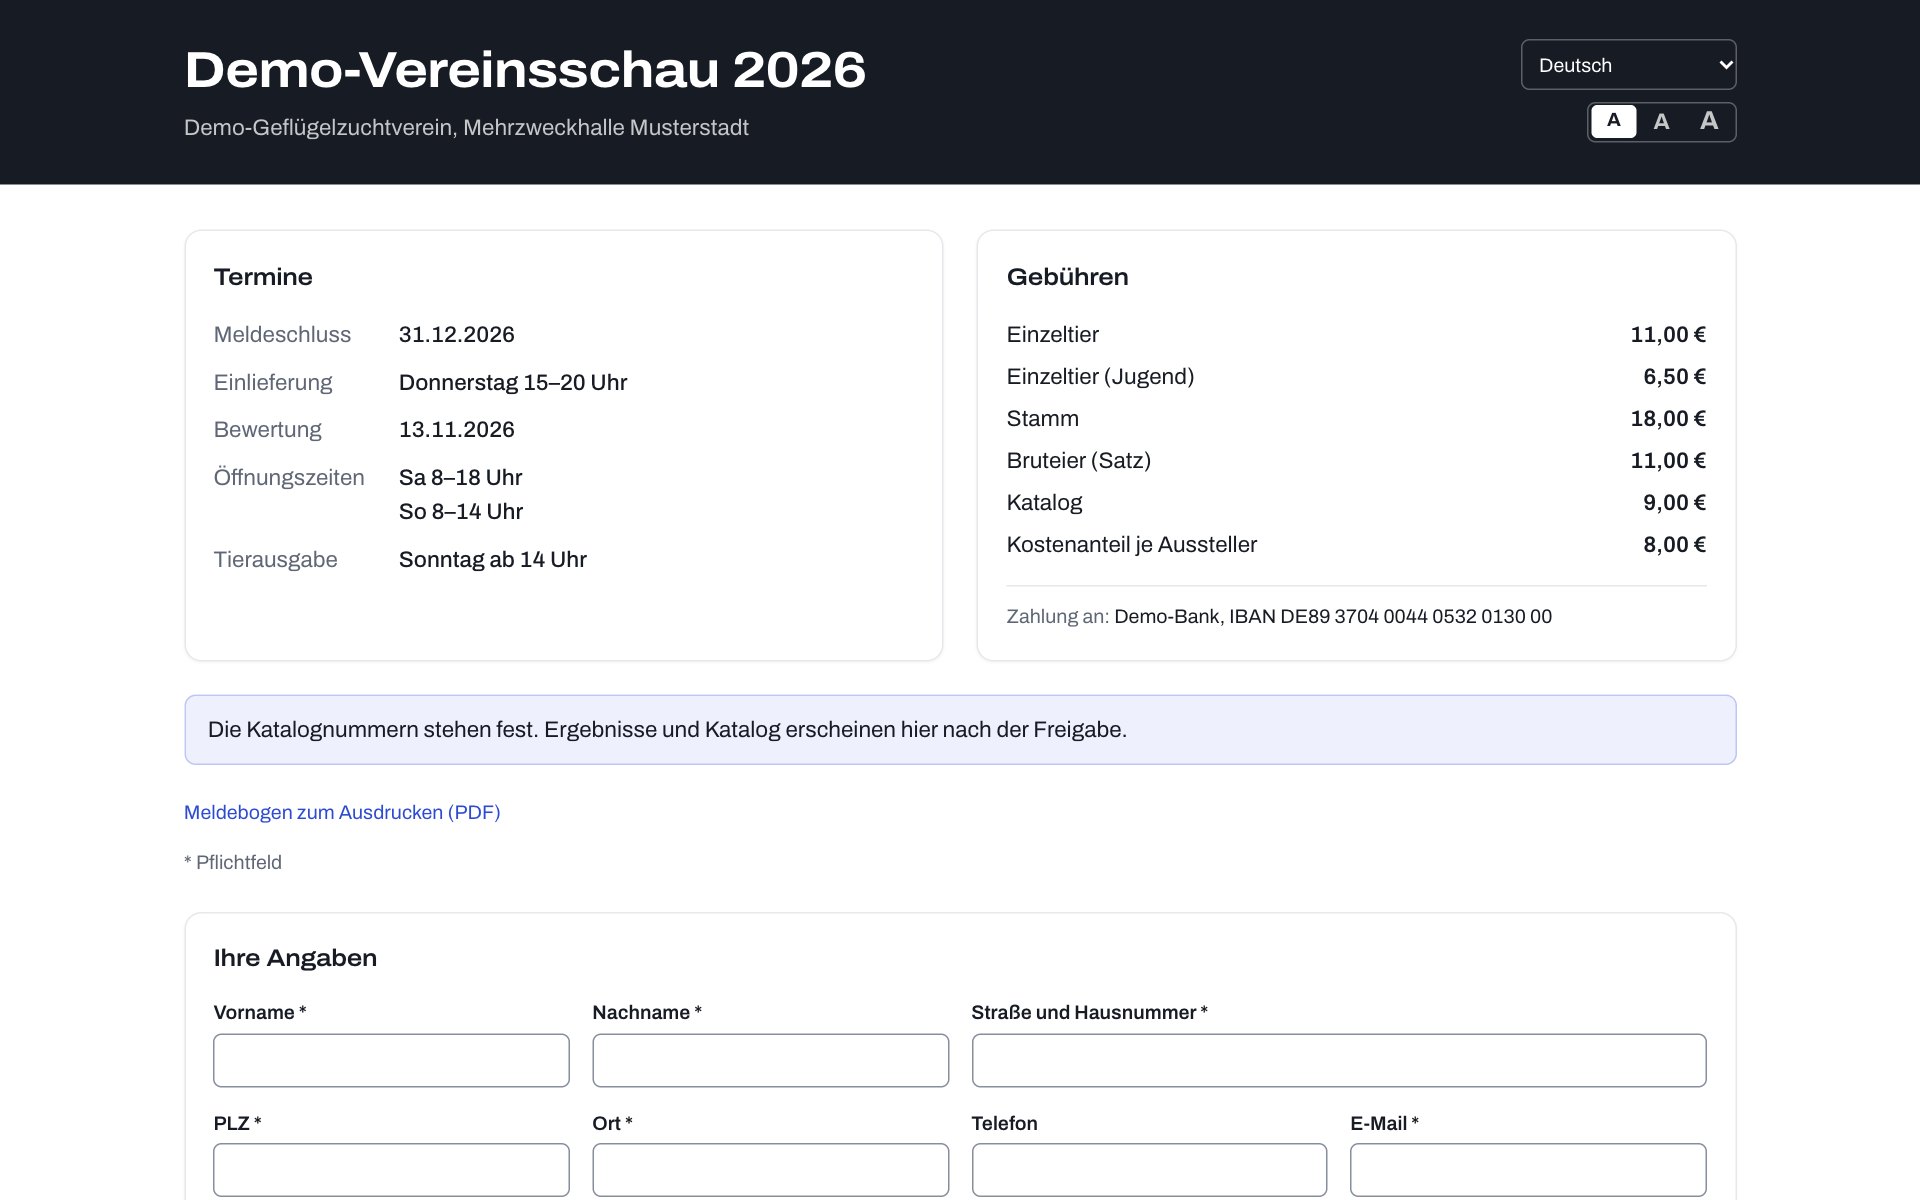 Demo-Vereinsschau 2026
Demo-Geflügelzuchtverein, Mehrzweckhalle Musterstadt
Deutsch
A A A
Termine
Meldeschluss 31.12.2026
Einlieferung Donnerstag 15–20 Uhr
Bewertung 13.11.2026
Öffnungszeiten Sa 8–18 Uhr
So 8–14 Uhr
Tierausgabe Sonntag ab 14 Uhr
Gebühren
Einzeltier 11,00 €
Einzeltier (Jugend) 6,50 €
Stamm 18,00 €
Bruteier (Satz) 11,00 €
Katalog 9,00 €
Kostenanteil je Aussteller 8,00 €
Zahlung an: Demo-Bank, IBAN DE89 3704 0044 0532 0130 00
Die Katalognummern stehen fest. Ergebnisse und Katalog erscheinen hier nach der Freigabe.
Meldebogen zum Ausdrucken (PDF)
* Pflichtfeld
Ihre Angaben
Vorname * Nachname * Straße und Hausnummer *
PLZ * Ort * Telefon E-Mail *